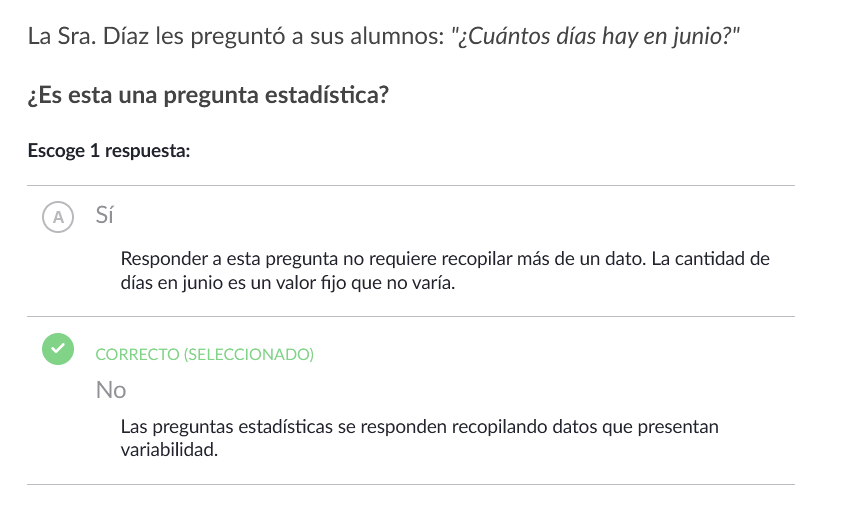 La Sra. Díaz les preguntó a sus alumnos: "¿Cuántos días hay en junio?"
¿Es esta una pregunta estadística?
Escoge 1 respuesta:
A
Sí
Responder a esta pregunta no requiere recopilar más de un dato. La cantidad de
días en junio es un valor fijo que no varía.
CORRECTO (SELECCIONADO)
No
Las preguntas estadísticas se responden recopilando datos que presentan
variabilidad.